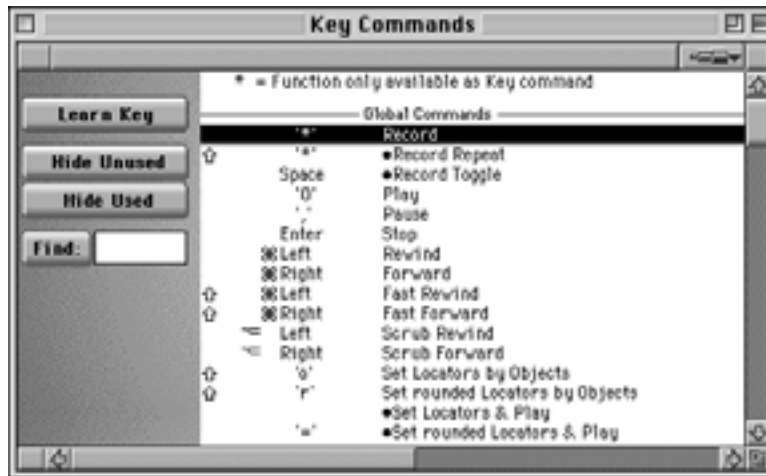 Key Commands
* = Function only available as Key command
Learn Key
Hide Unused
Hide Used
Find:
Global Commands
'*' Record
⇧ '*' •Record Repeat
Space •Record Toggle
'0' Play
'.' Pause
Enter Stop
⌘Left Rewind
⌘Right Forward
⇧ ⌘Left Fast Rewind
⇧ ⌘Right Fast Forward
⌥ Left Scrub Rewind
⌥ Right Scrub Forward
⇧ 'o' Set Locators by Objects
⇧ 'r' Set rounded Locators by Objects
•Set Locators & Play
'=' •Set rounded Locators & Play